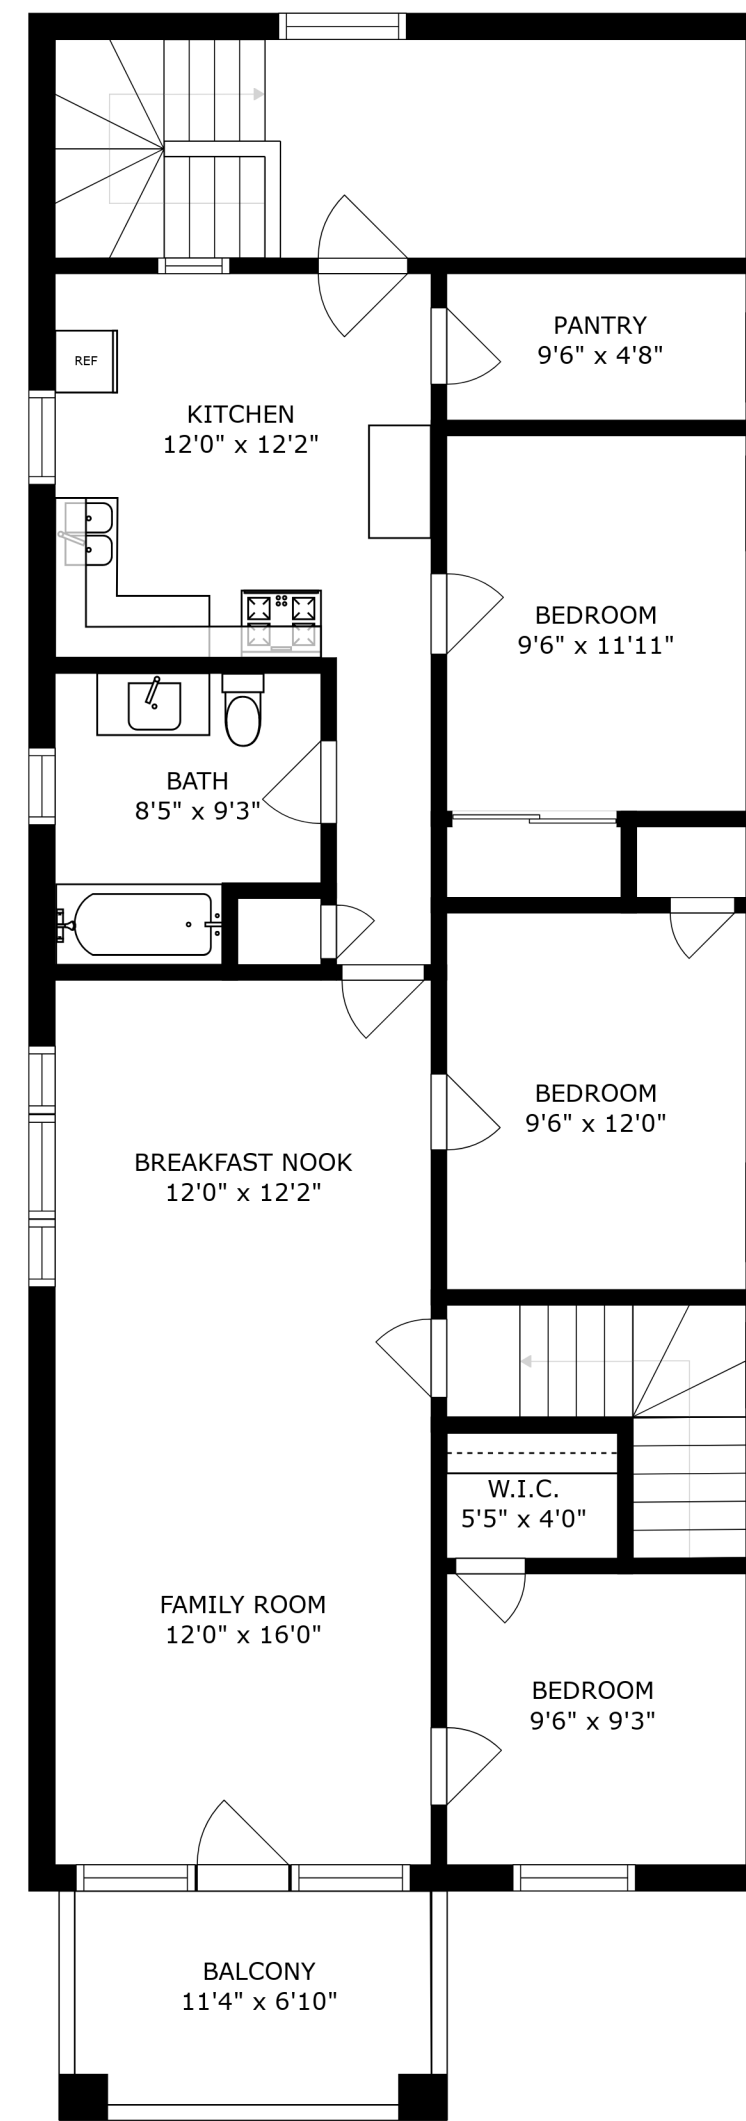 PANTRY
9'6" x 4'8"
REF
KITCHEN
12'0" x 12'2"
BEDROOM
9'6" x 11'11"
BATH
8'5" x 9'3"
BEDROOM
9'6" x 12'0"
BREAKFAST NOOK
12'0" x 12'2"
W.I.C.
5'5" x 4'0"
FAMILY ROOM
12'0" x 16'0"
BEDROOM
9'6" x 9'3"
BALCONY
11'4" x 6'10"